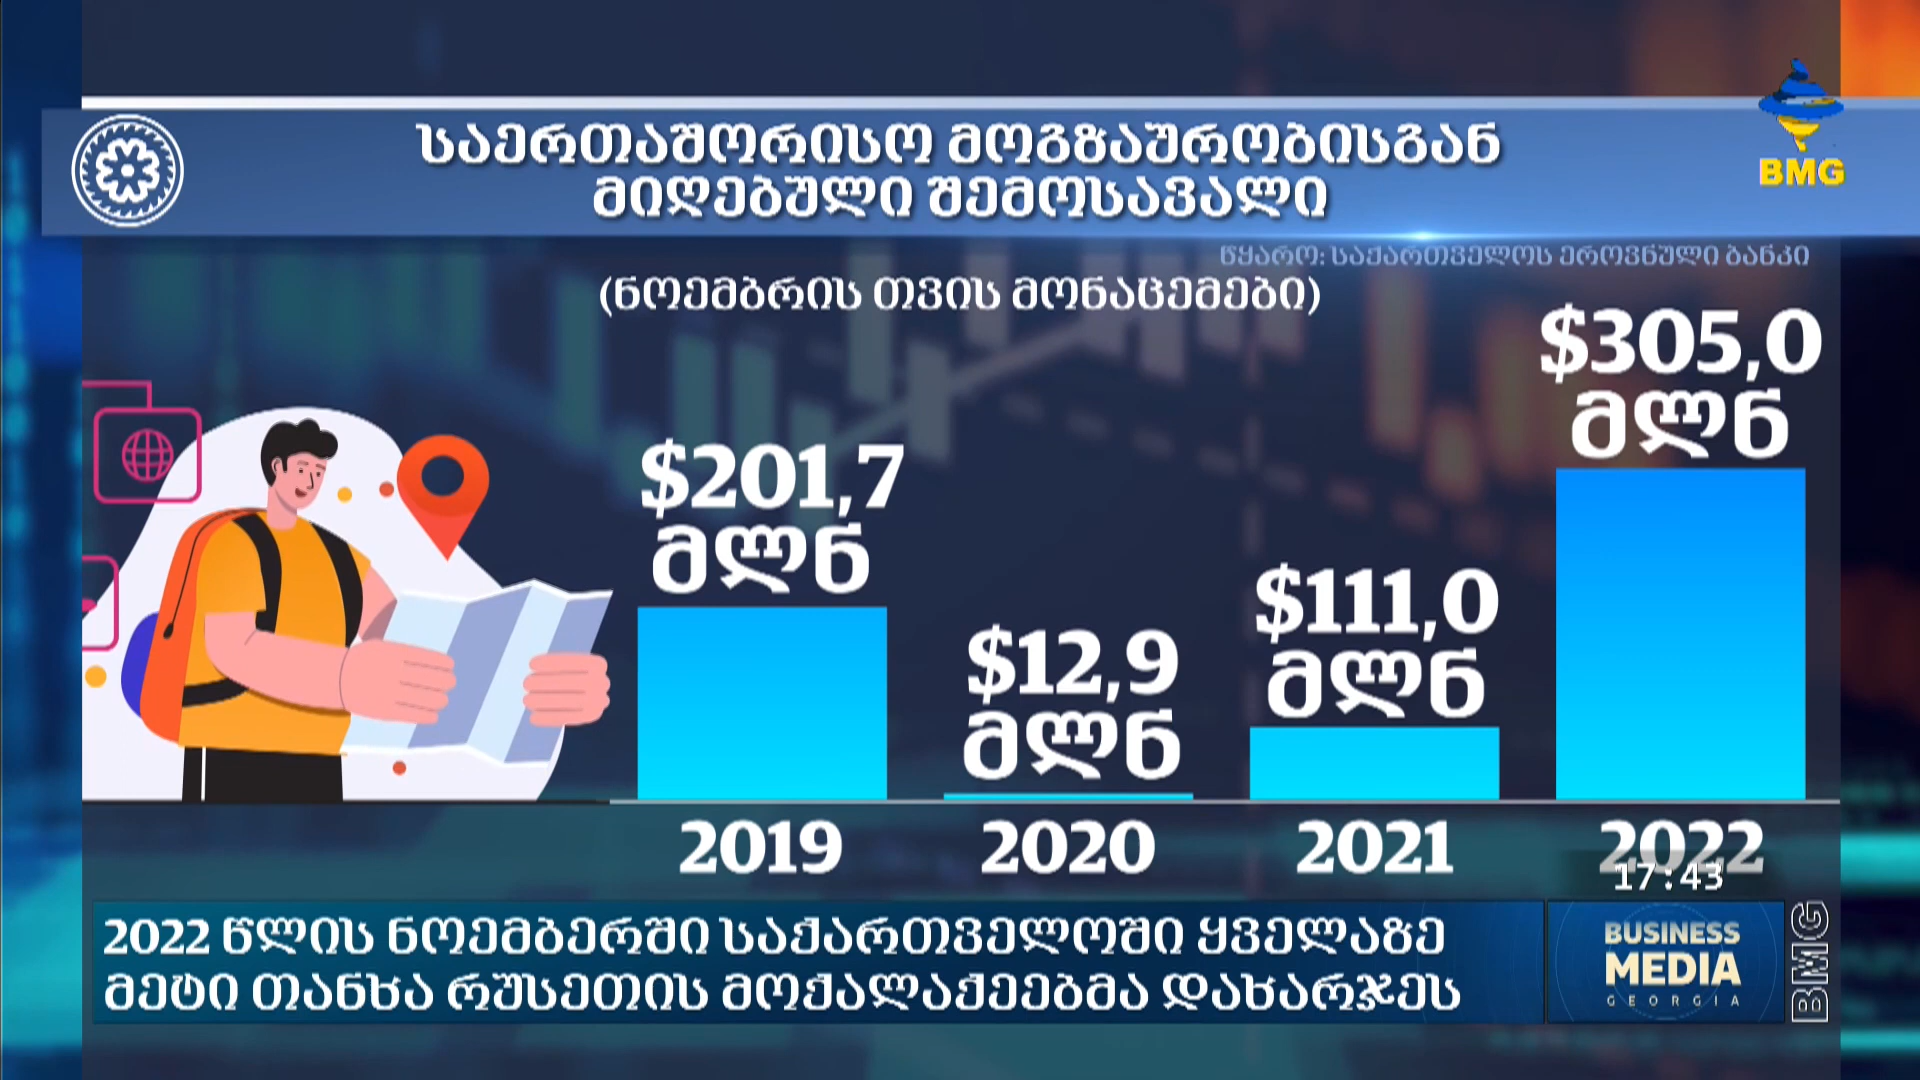 საერთაშორისო მოგზაურობისგან
მიღებული შემოსავალი
BMG
წყარო: საქართველოს ეროვნული ბანკი
(ნოემბრის თვის მონაცემები)
$201,7
მლნ
$12,9
მლნ
$111,0
მლნ
$305,0
მლნ
2019
2020
2021
2022
17:43
2022 წლის ნოემბერში საქართველოში ყველაზე
მეტი თანხა რუსეთის მოქალაქეებმა დახარჯეს
BUSINESS
MEDIA
GEORGIA
BMG